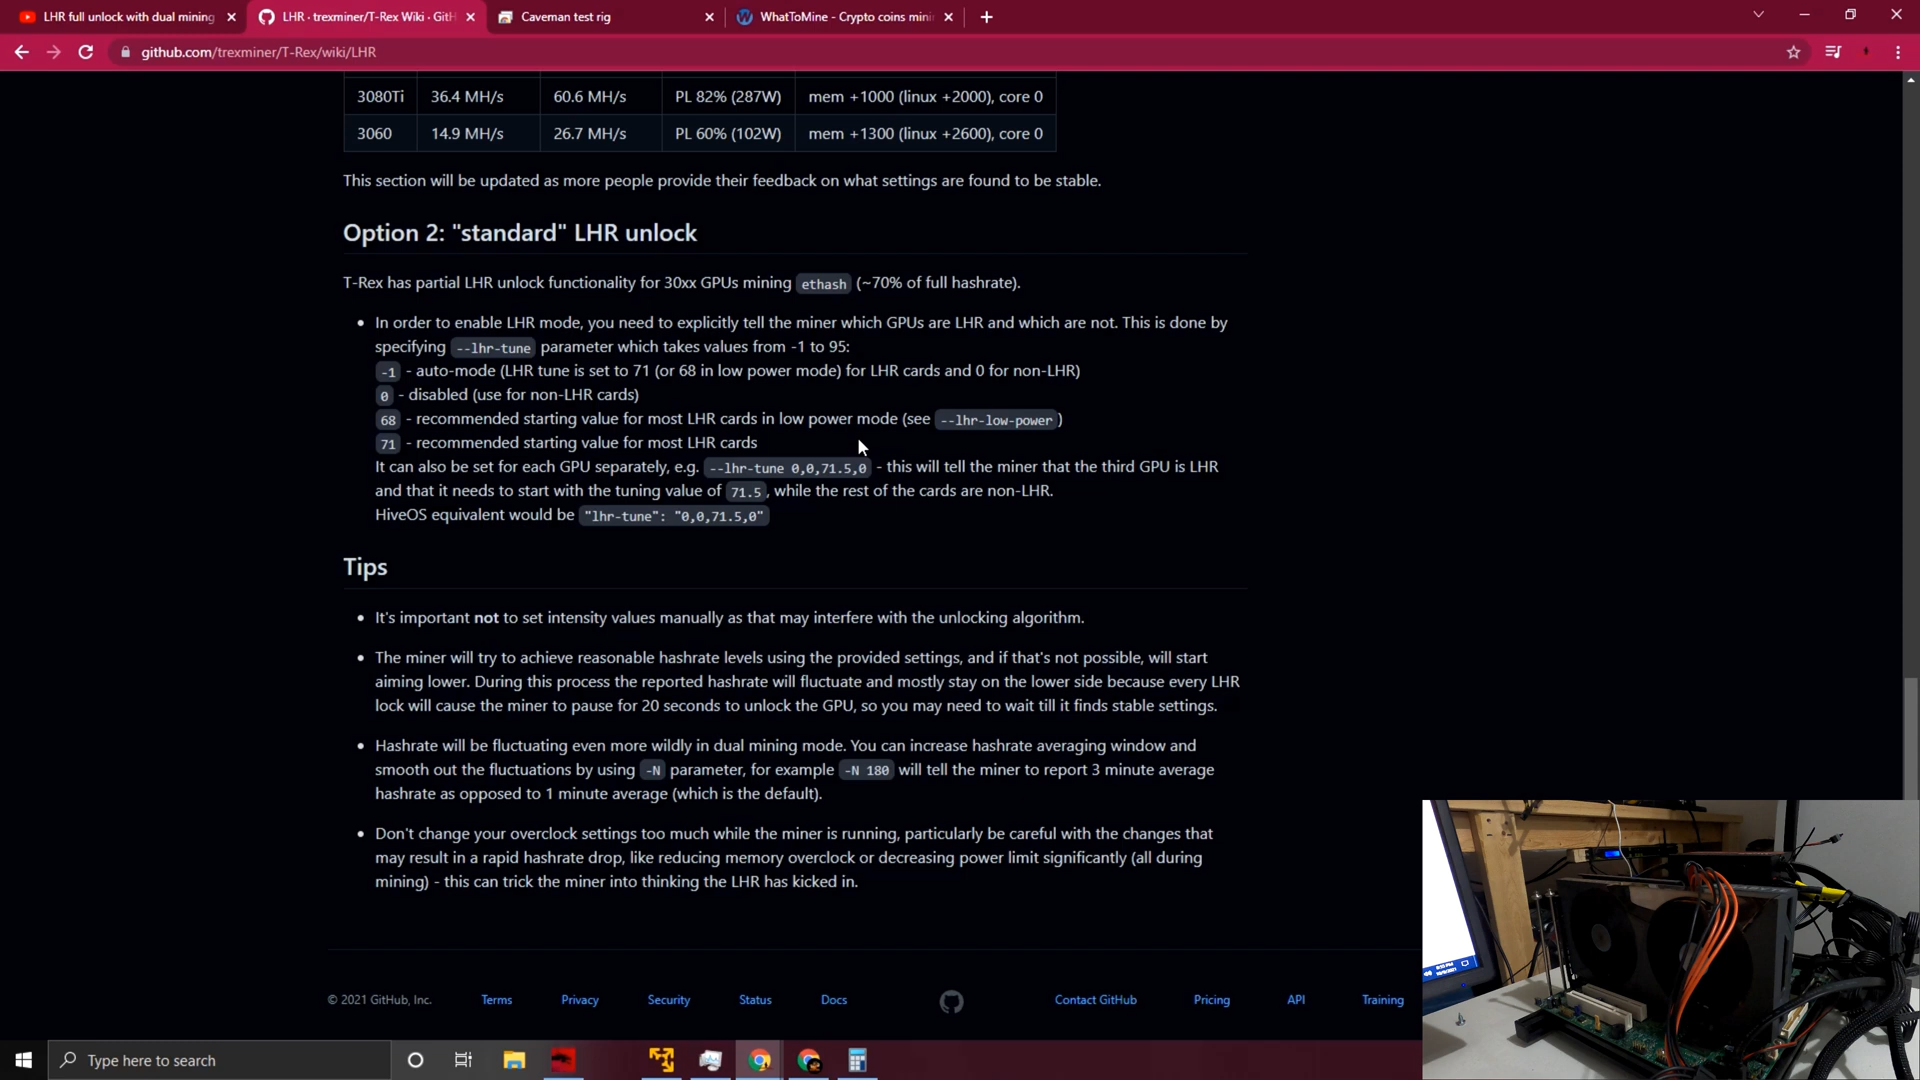 LHR full unlock with dual mining
LHR · trexminer/T-Rex Wiki · GitH
Caveman test rig
WhatToMine - Crypto coins mini
github.com/trexminer/T-Rex/wiki/LHR
3080Ti 36.4 MH/s 60.6 MH/s PL 82% (287W) mem +1000 (linux +2000), core 0
3060 14.9 MH/s 26.7 MH/s PL 60% (102W) mem +1300 (linux +2600), core 0
This section will be updated as more people provide their feedback on what settings are found to be stable.
Option 2: "standard" LHR unlock
T-Rex has partial LHR unlock functionality for 30xx GPUs mining ethash (~70% of full hashrate).
• In order to enable LHR mode, you need to explicitly tell the miner which GPUs are LHR and which are not. This is done by
specifying --lhr-tune parameter which takes values from -1 to 95:
-1 - auto-mode (LHR tune is set to 71 (or 68 in low power mode) for LHR cards and 0 for non-LHR)
0 - disabled (use for non-LHR cards)
68 - recommended starting value for most LHR cards in low power mode (see --lhr-low-power)
71 - recommended starting value for most LHR cards
It can also be set for each GPU separately, e.g. --lhr-tune 0,0,71.5,0 - this will tell the miner that the third GPU is LHR
and that it needs to start with the tuning value of 71.5, while the rest of the cards are non-LHR.
HiveOS equivalent would be "lhr-tune": "0,0,71.5,0"
Tips
• It's important not to set intensity values manually as that may interfere with the unlocking algorithm.
• The miner will try to achieve reasonable hashrate levels using the provided settings, and if that's not possible, will start
aiming lower. During this process the reported hashrate will fluctuate and mostly stay on the lower side because every LHR
lock will cause the miner to pause for 20 seconds to unlock the GPU, so you may need to wait till it finds stable settings.
• Hashrate will be fluctuating even more wildly in dual mining mode. You can increase hashrate averaging window and
smooth out the fluctuations by using -N parameter, for example -N 180 will tell the miner to report 3 minute average
hashrate as opposed to 1 minute average (which is the default).
• Don't change your overclock settings too much while the miner is running, particularly be careful with the changes that
may result in a rapid hashrate drop, like reducing memory overclock or decreasing power limit significantly (all during
mining) - this can trick the miner into thinking the LHR has kicked in.
© 2021 GitHub, Inc. Terms Privacy Security Status Docs Contact GitHub Pricing API Training
Type here to search